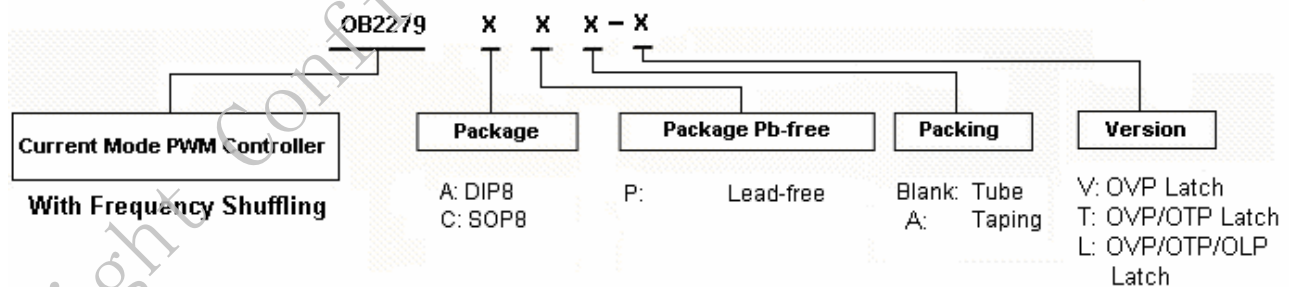 OB2279 X X X - X
Current Mode PWM Controller
With Frequency Shuffling
Package
A: DIP8
C: SOP8
Package Pb-free
P: Lead-free
Packing
Blank: Tube
A: Taping
Version
V: OVP Latch
T: OVP/OTP Latch
L: OVP/OTP/OLP
Latch